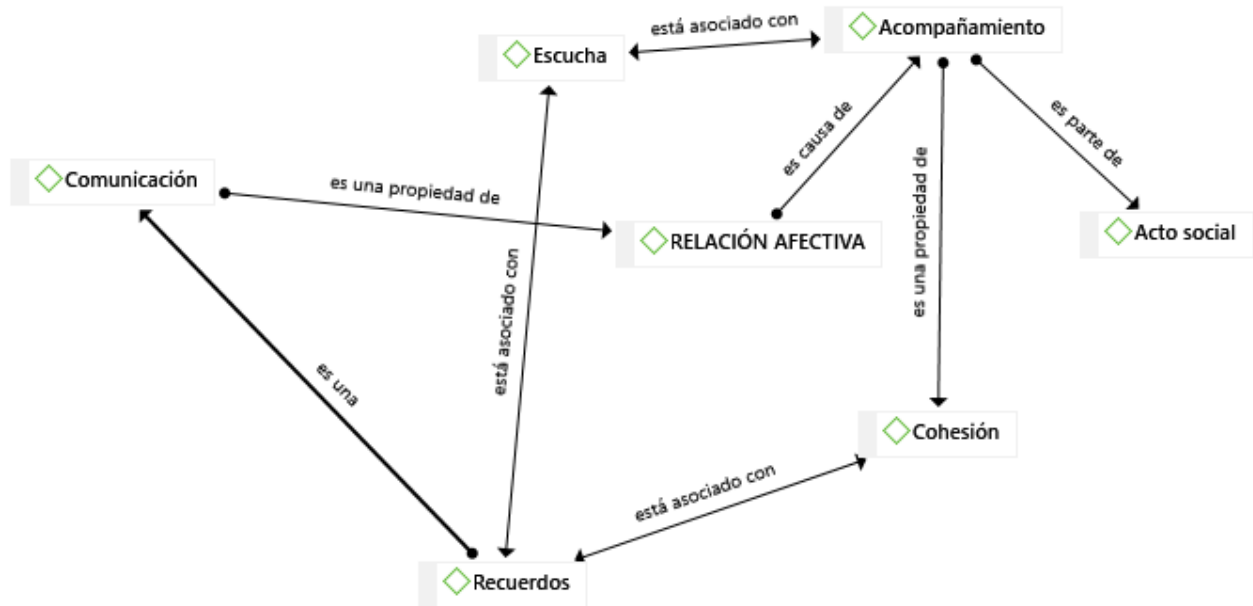 está asociado con
Acompañamiento
Escucha
es causa de
es parte de
Comunicación
es una propiedad de
es una propiedad de
RELACIÓN AFECTIVA
Acto social
está asociado con
es una
Cohesión
está asociado con
Recuerdos